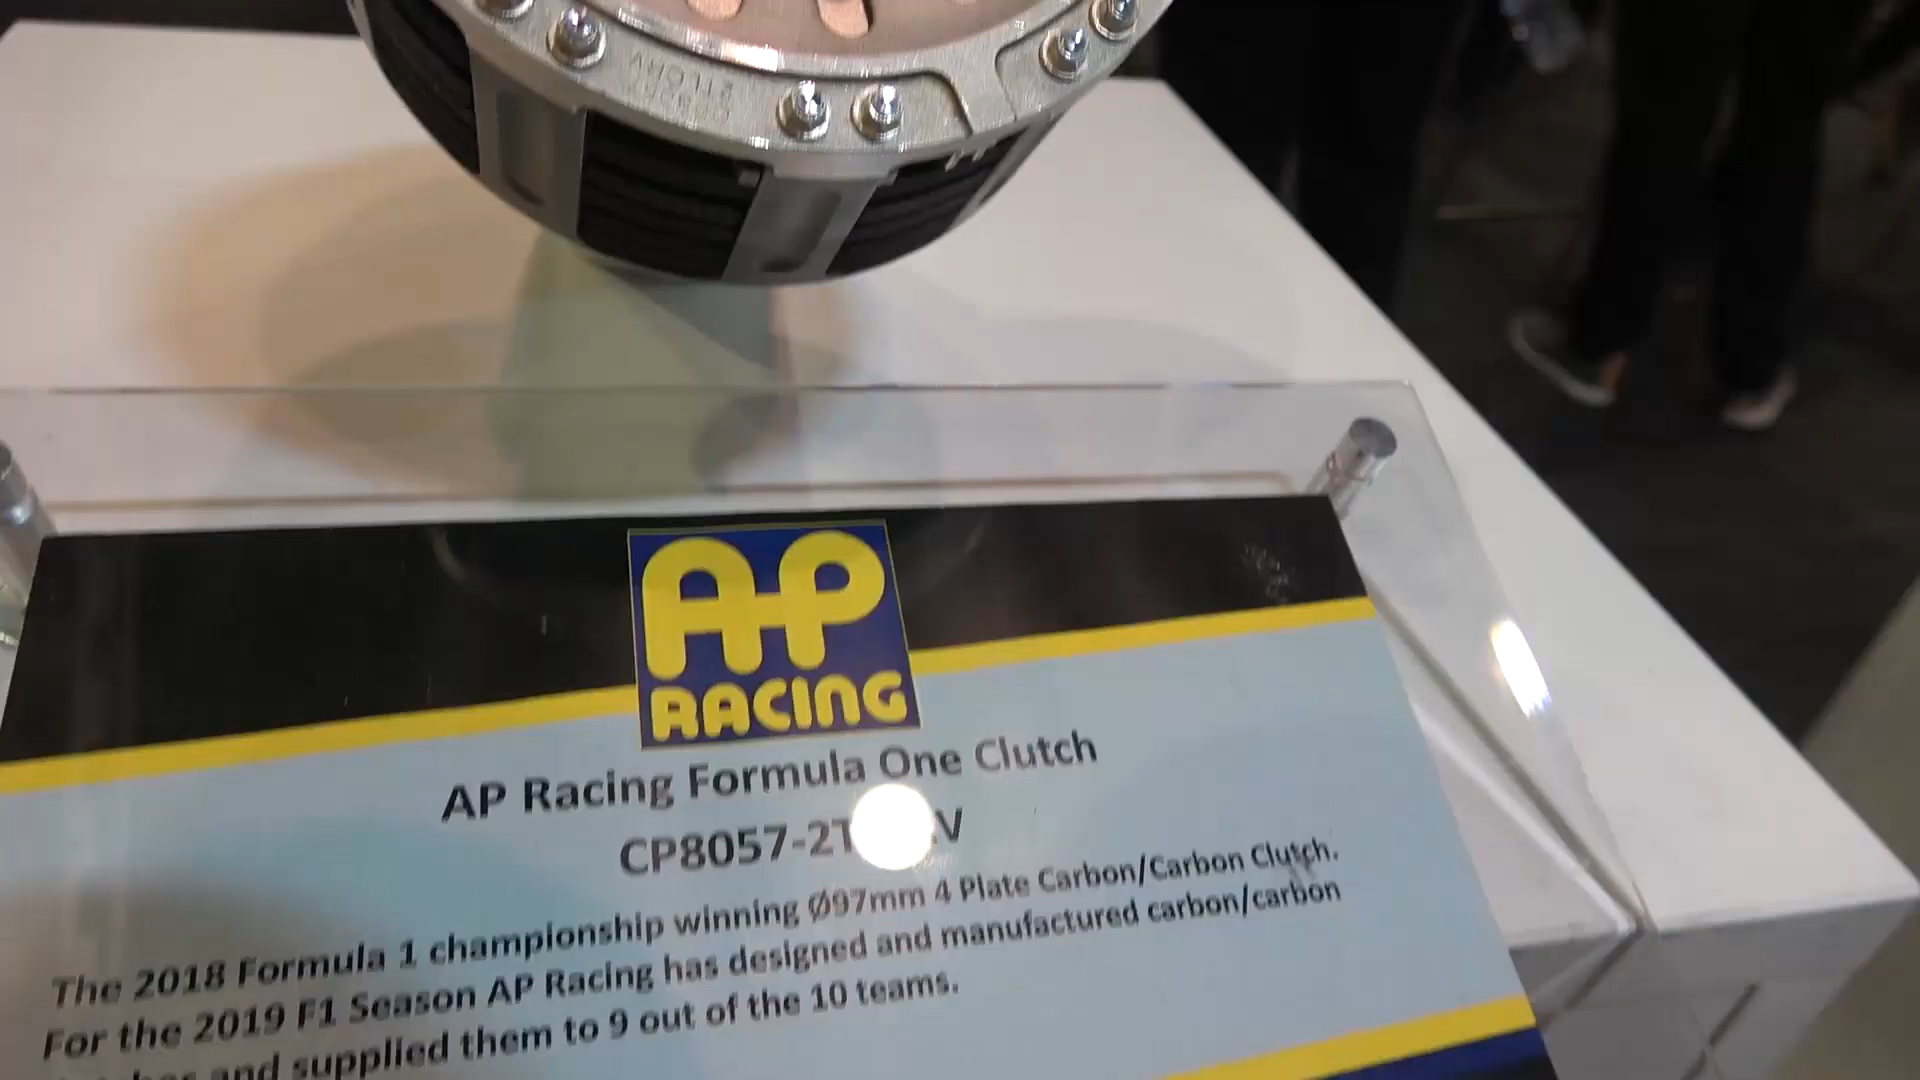 AP
RACING
AP Racing Formula One Clutch
CP8057-2
The 2018 Formula 1 championship winning Ø97mm 4 Plate Carbon/Carbon Clutch.
For the 2019 F1 Season AP Racing has designed and manufactured carbon/carbon
and supplied them to 9 out of the 10 teams.